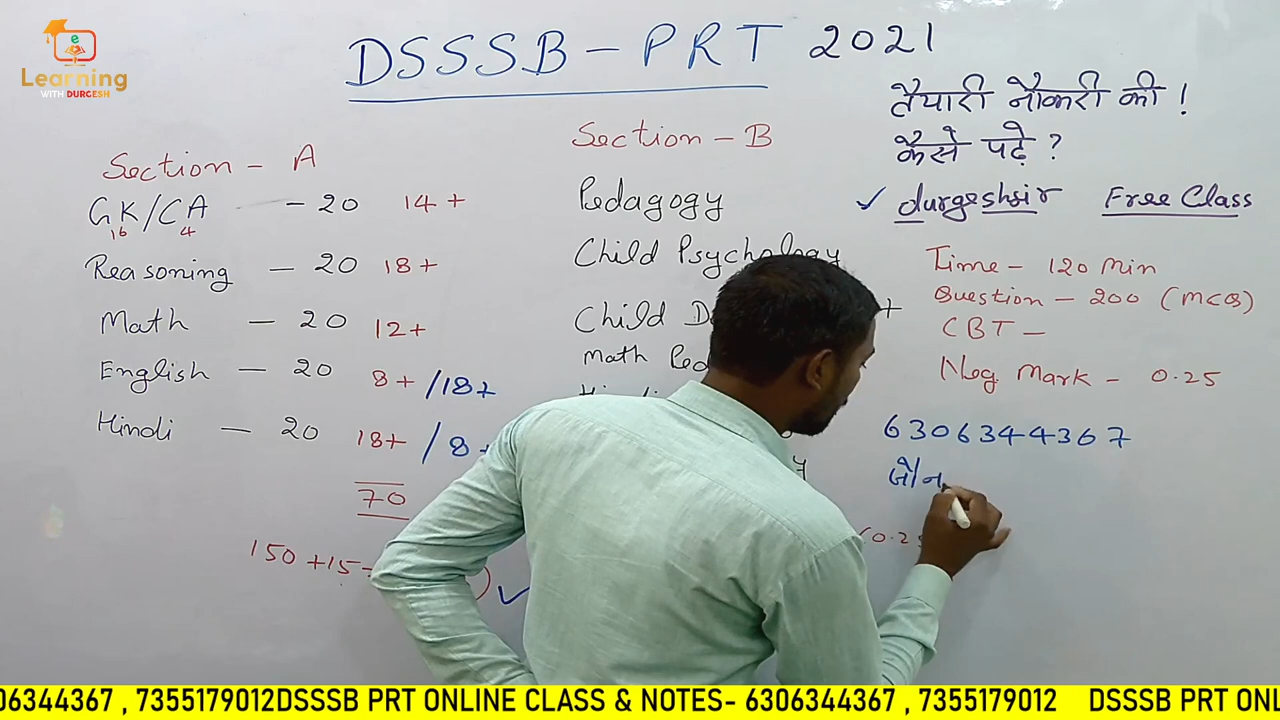 e
Learning
WITH DURGESH
DSSSB - PRT 2021
तैयारी नौकरी की !
कैसे पढ़े ?
✓ durgeshsir Free Class
Section - A
GK/CA - 20 14+
16 4
Reasoning - 20 18+
Math - 20 12+
English - 20 8+ /18+
Hindi - 20 18+ / 8+
70
150 +15
Section - B
Pedagogy
Child Psychology
Child D
Math Ped
Time - 120 Min
Question - 200 (MCQ)
CBT -
Neg Mark - 0.25
6306344367
जौन
06344367 , 7355179012DSSSB PRT ONLINE CLASS & NOTES- 6306344367 , 7355179012 DSSSB PRT ONL